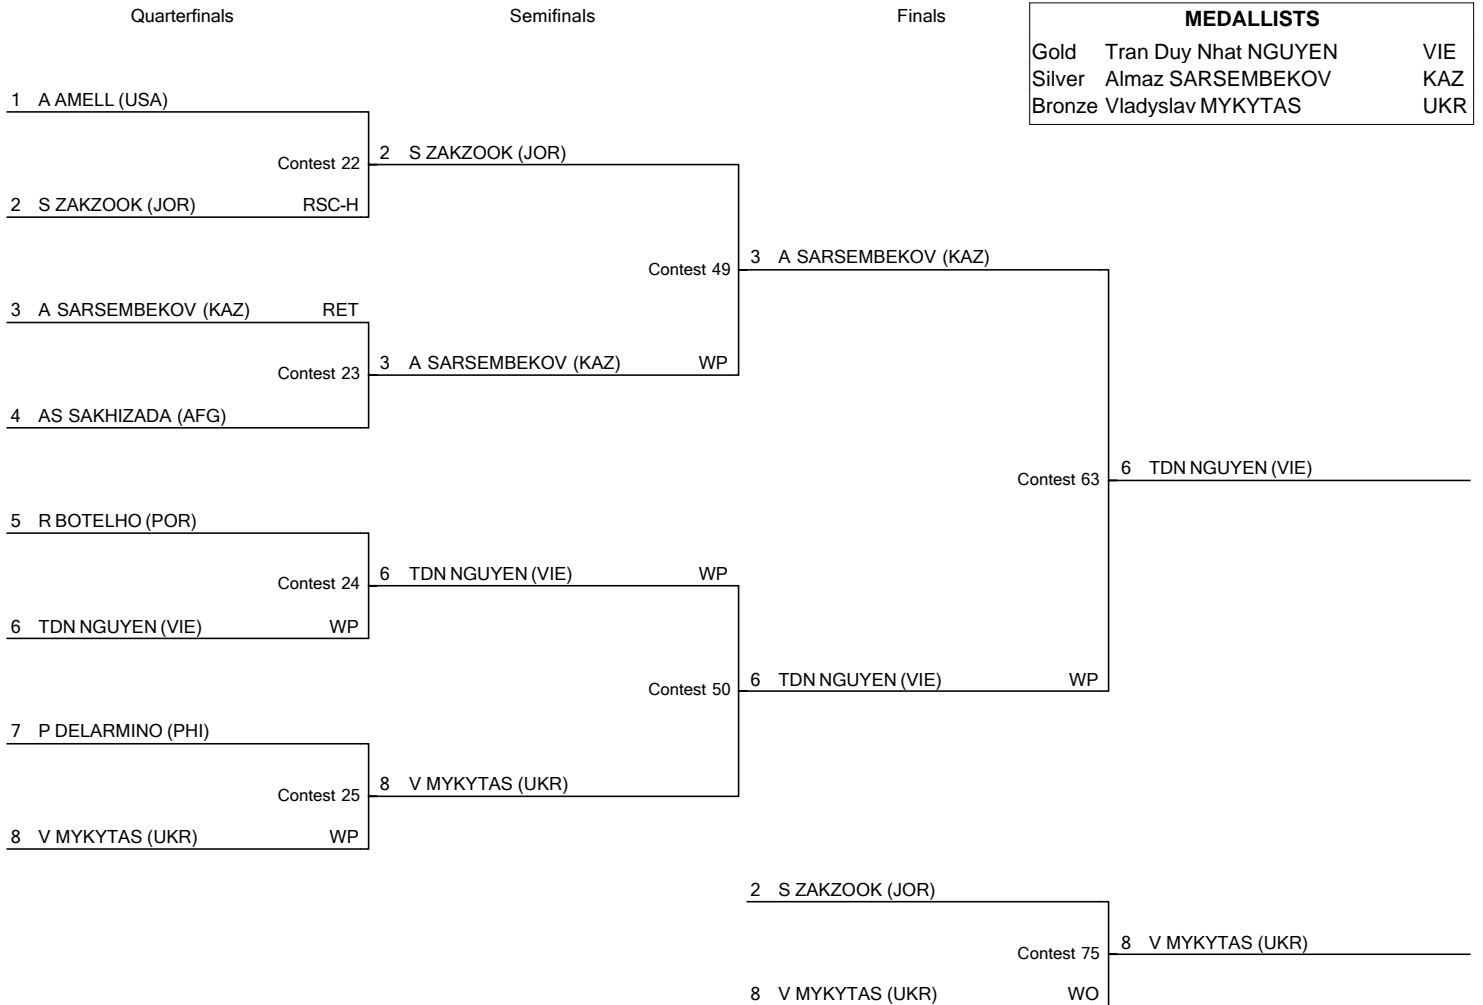 Quarterfinals Semifinals Finals
MEDALLISTS
Gold Tran Duy Nhat NGUYEN VIE
Silver Almaz SARSEMBEKOV KAZ
Bronze Vladyslav MYKYTAS UKR
1 A AMELL (USA)
Contest 22
2 S ZAKZOOK (JOR)
2 S ZAKZOOK (JOR) RSC-H
Contest 49
3 A SARSEMBEKOV (KAZ)
3 A SARSEMBEKOV (KAZ) RET
Contest 23
3 A SARSEMBEKOV (KAZ) WP
4 AS SAKHIZADA (AFG)
Contest 63
6 TDN NGUYEN (VIE)
5 R BOTELHO (POR)
Contest 24
6 TDN NGUYEN (VIE) WP
6 TDN NGUYEN (VIE) WP
Contest 50
6 TDN NGUYEN (VIE) WP
7 P DELARMINO (PHI)
Contest 25
8 V MYKYTAS (UKR)
8 V MYKYTAS (UKR) WP
2 S ZAKZOOK (JOR)
Contest 75
8 V MYKYTAS (UKR)
8 V MYKYTAS (UKR) WO